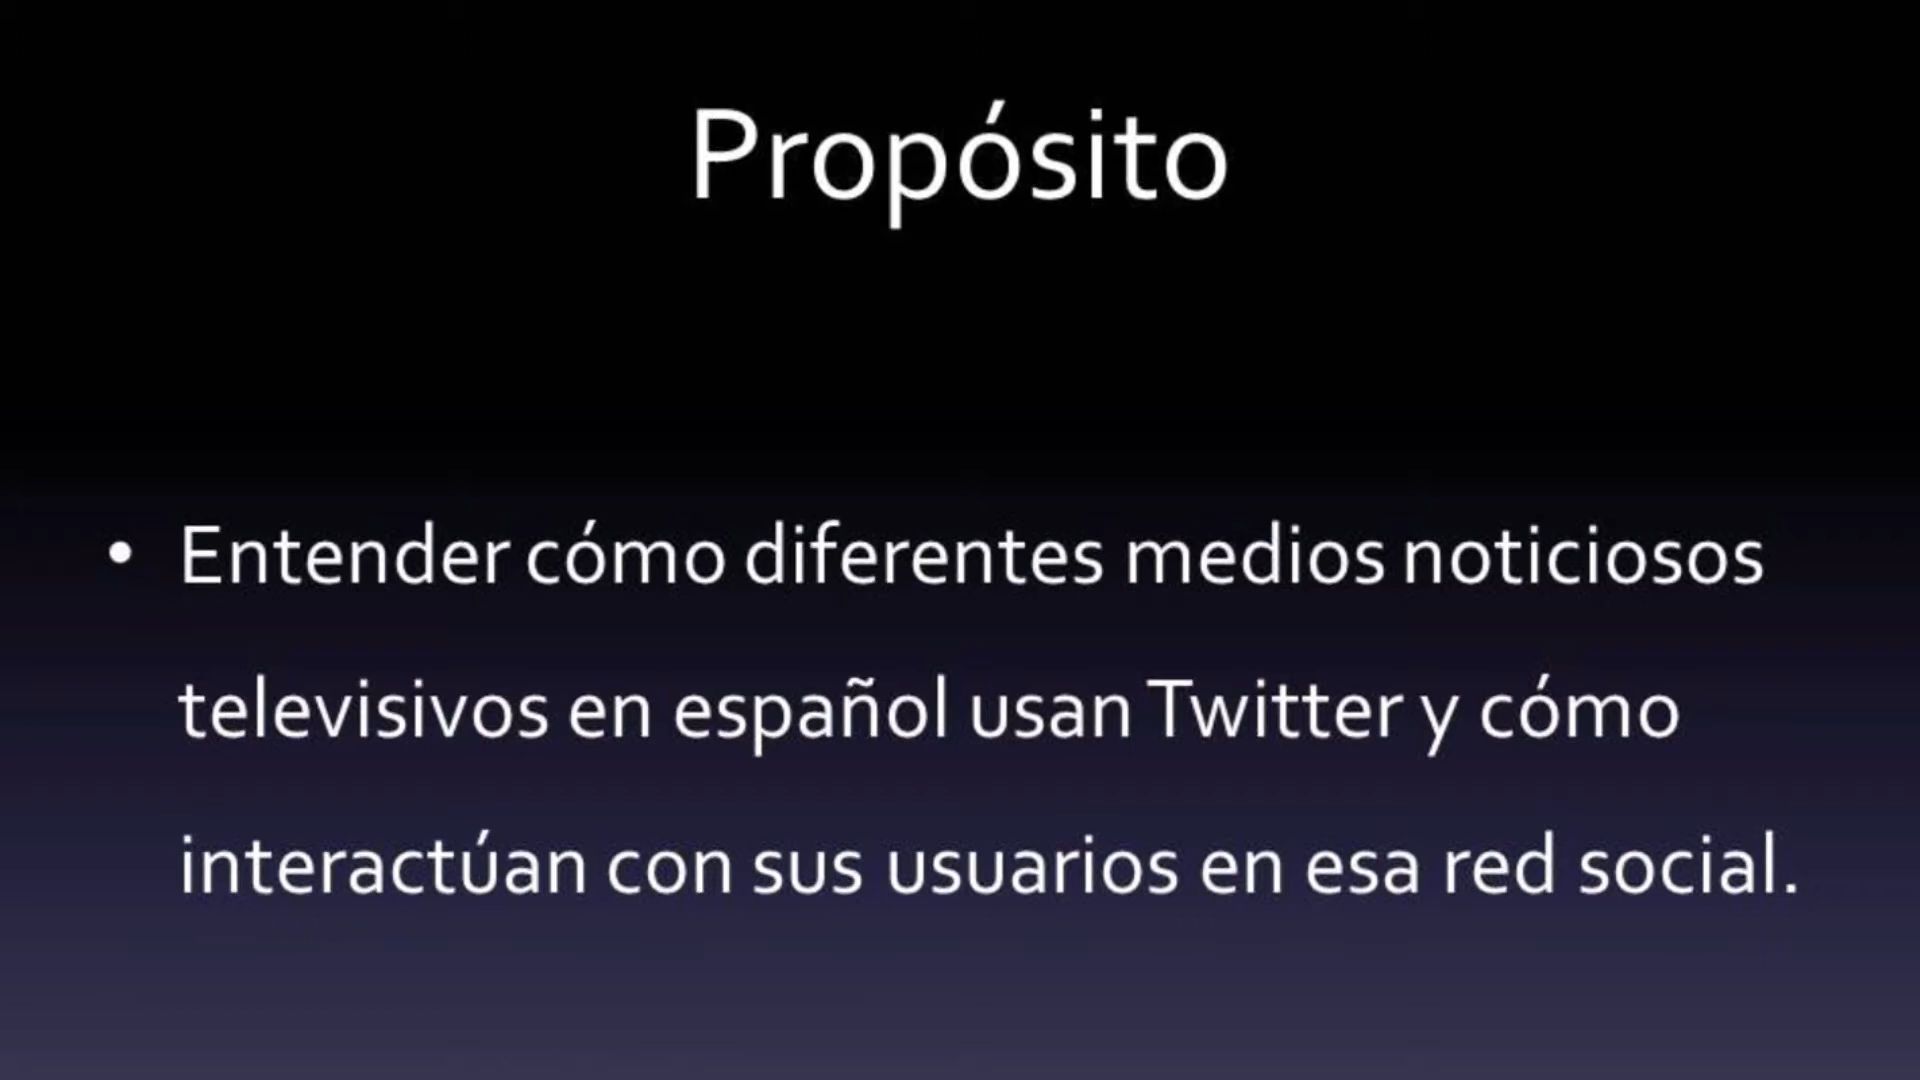 Propósito
• Entender cómo diferentes medios noticiosos
televisivos en español usan Twitter y cómo
interactúan con sus usuarios en esa red social.